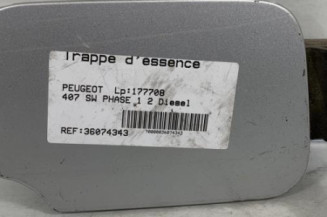 Trappe d'essence
PEUGEOT Lp:177708
407 SW PHASE 1 2 Diesel
REF:36074343